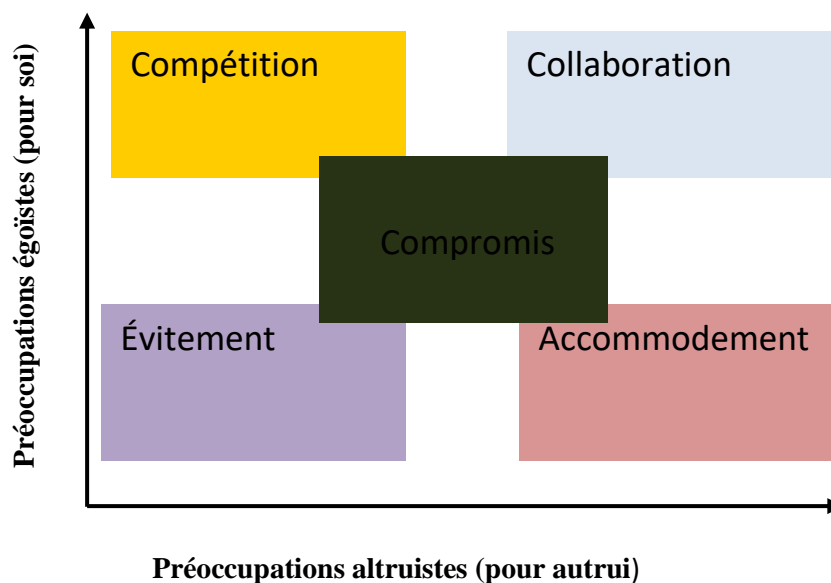 Préoccupations égoïstes (pour soi)
Compétition
Collaboration
Compromis
Évitement
Accommodement
Préoccupations altruistes (pour autrui)